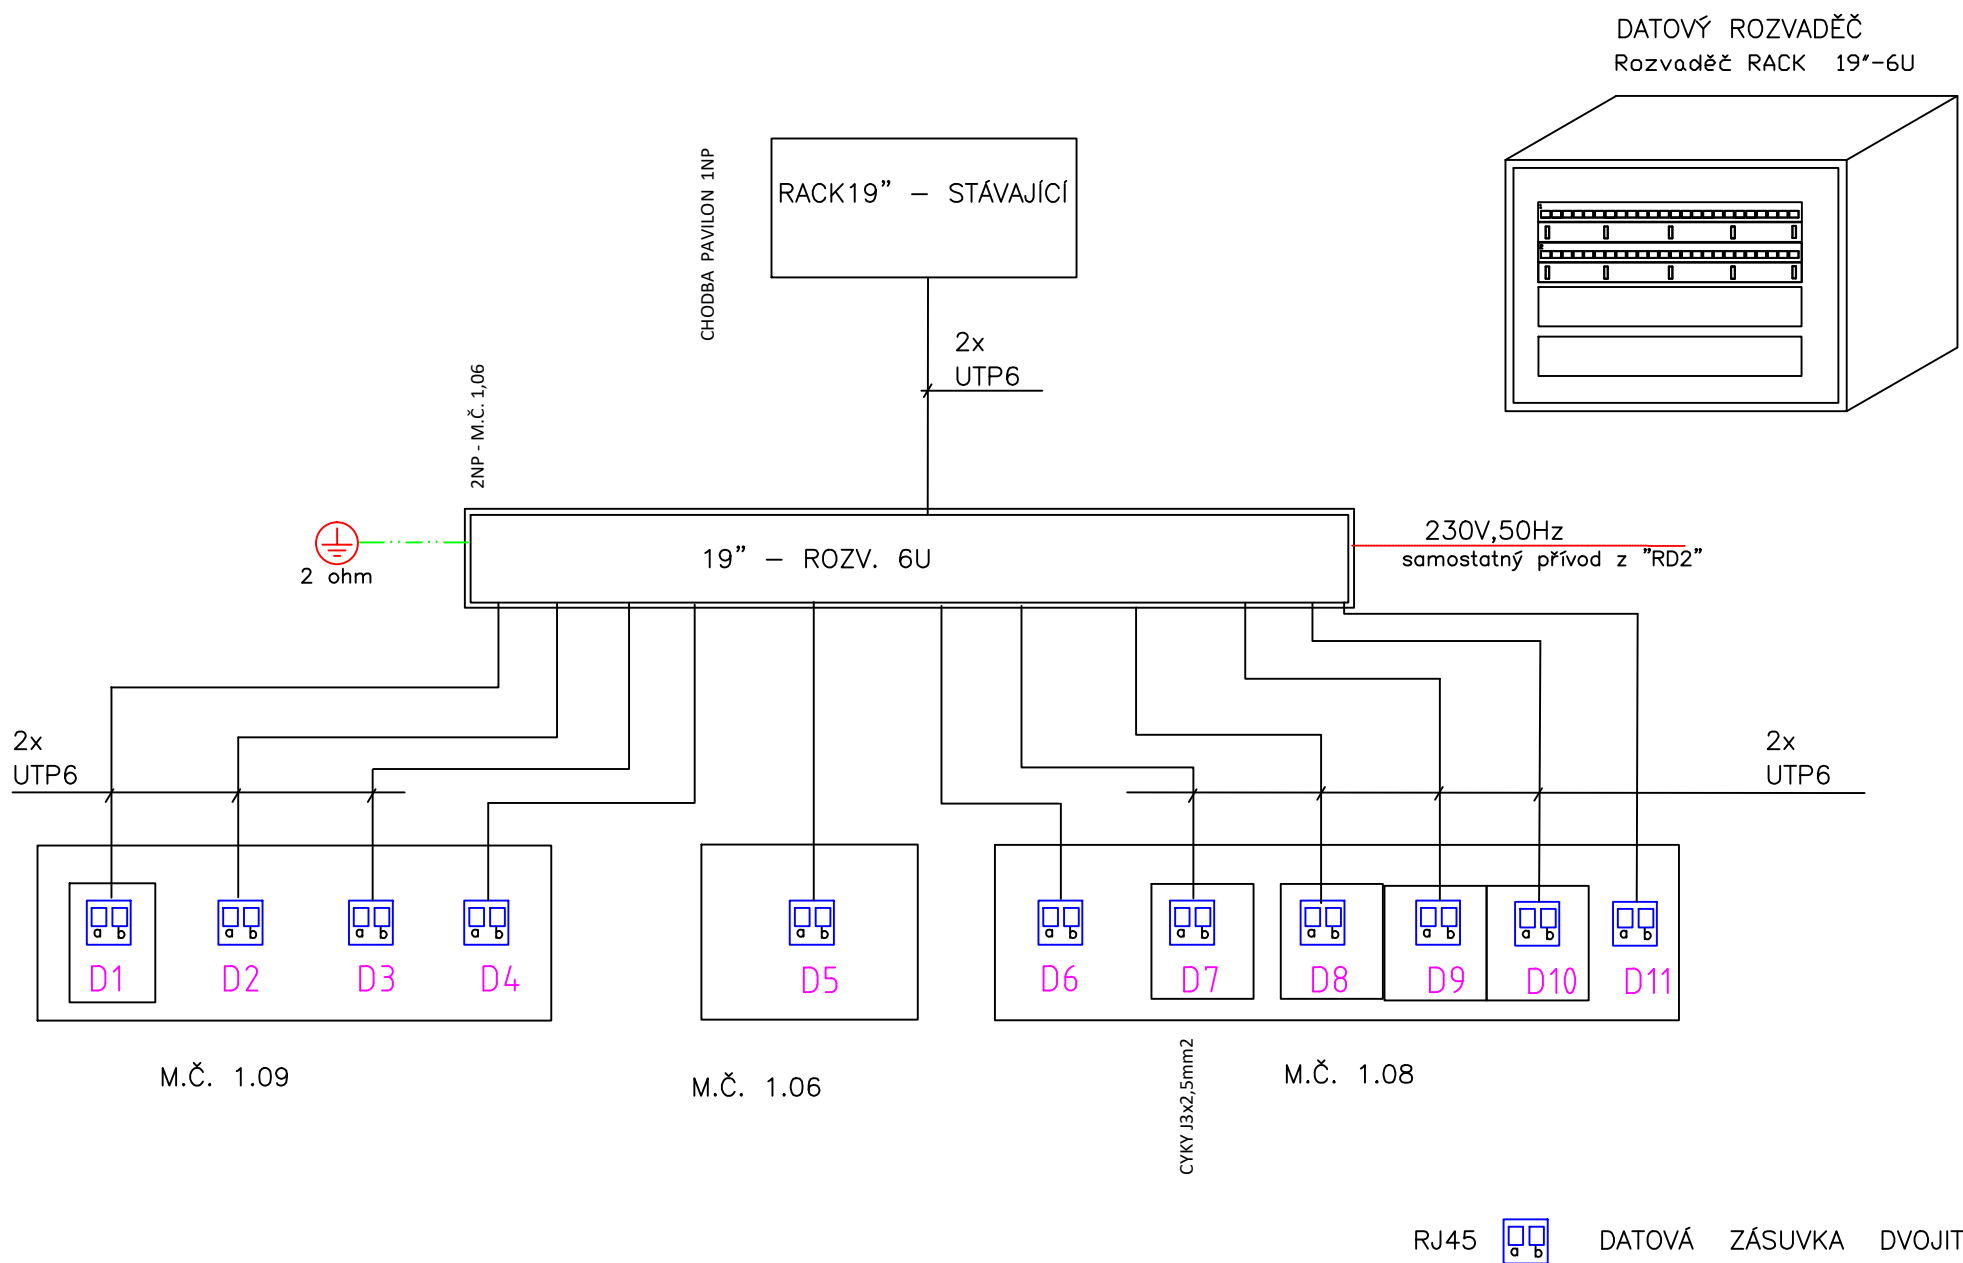 DATOVÝ ROZVADĚČ
Rozvaděč RACK 19"-6U
CHODBA PAVILON 1NP
RACK19" – STÁVAJÍCÍ
2x
UTP6
2NP - M.Č. 1,06
2 ohm
19" – ROZV. 6U
230V,50Hz
samostatný přívod z "RD2"
2x
UTP6
2x
UTP6
a b
a b
a b
a b
a b
a b
a b
a b
a b
a b
a b
D1
D2
D3
D4
D5
D6
D7
D8
D9
D10
D11
M.Č. 1.09
M.Č. 1.06
M.Č. 1.08
CYKY J3x2,5mm2
RJ45
a b
DATOVÁ ZÁSUVKA DVOJIT